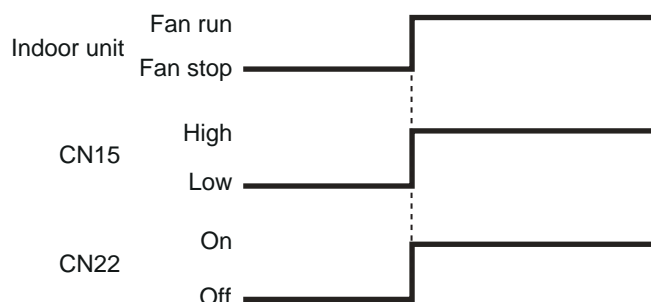 Fan run
Indoor unit
Fan stop
High
CN15
Low
On
CN22
Off